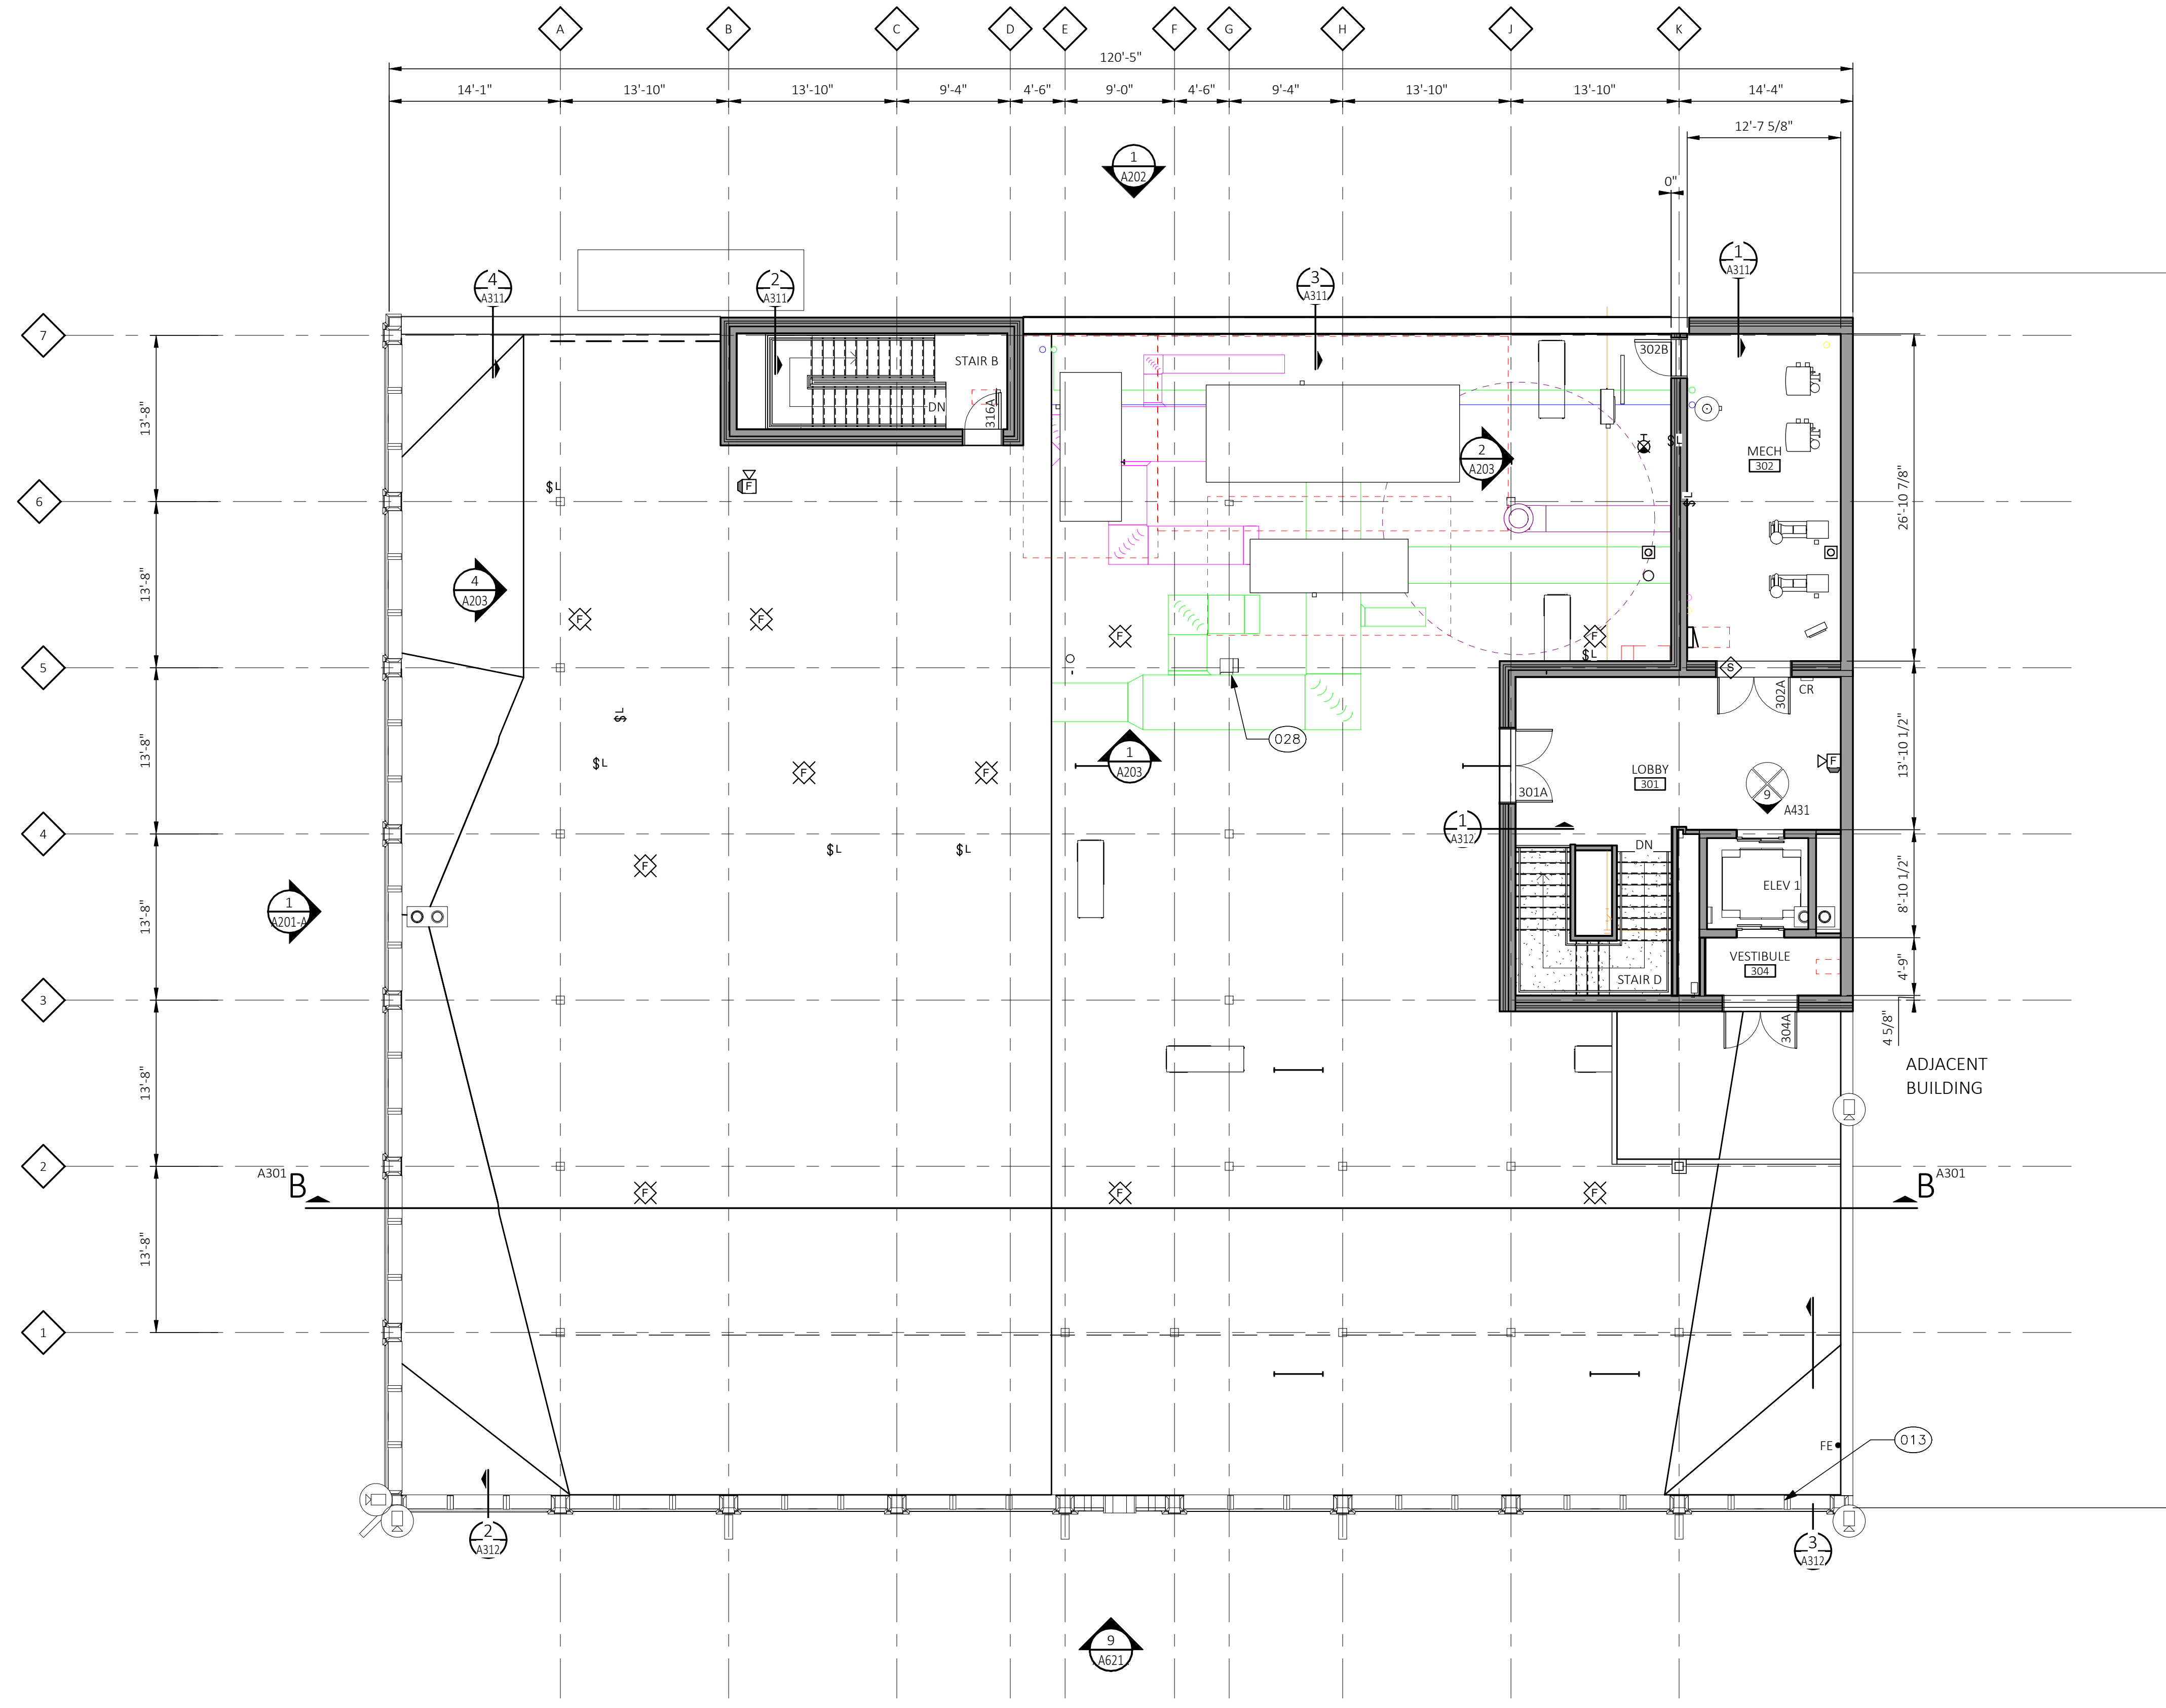 A
B
C
D
E
F
G
H
J
K
120'-5"
14'-1"
13'-10"
13'-10"
9'-4"
4'-6"
9'-0"
4'-6"
9'-4"
13'-10"
13'-10"
14'-4"
12'-7 5/8"
1
A202
0"
4
A311
2
A311
3
A311
1
A311
7
STAIR B
302B
DN
316A
13'-8"
2
A203
$L
MECH
302
6
$L
F
$L
26'-10 7/8"
13'-8"
4
A203
F
F
F
F
$L
5
S
302A
CR
$L
028
1
A203
$L
F
F
13'-8"
LOBBY
301
F
301A
9
A431
13'-10 1/2"
4
1
A312
$L
$L
DN
F
ELEV 1
8'-10 1/2"
1
A201-A
13'-8"
VESTIBULE
304
STAIR D
4'-9"
3
304A
4 5/8"
ADJACENT
BUILDING
13'-8"
2
A301
B
B
A301
F
F
F
13'-8"
1
FE
013
2
A312
3
A312
9
A621